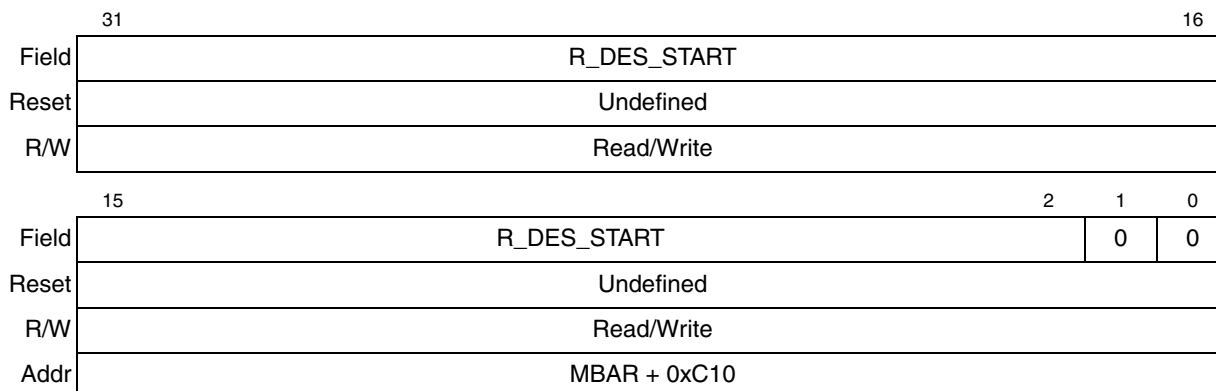 31 16
Field R_DES_START
Reset Undefined
R/W Read/Write
15 2 1 0
Field R_DES_START 0 0
Reset Undefined
R/W Read/Write
Addr MBAR + 0xC10